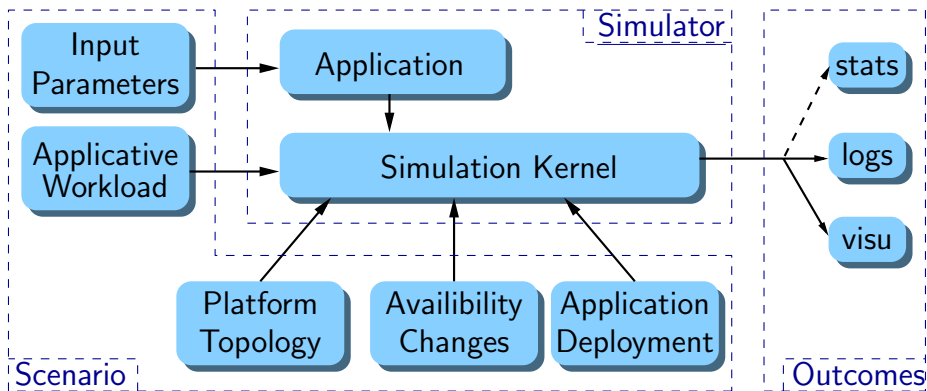 Simulator
Input
Parameters
Application
stats
Applicative
Workload
Simulation Kernel
logs
visu
Platform
Topology
Availibility
Changes
Application
Deployment
Scenario
Outcomes